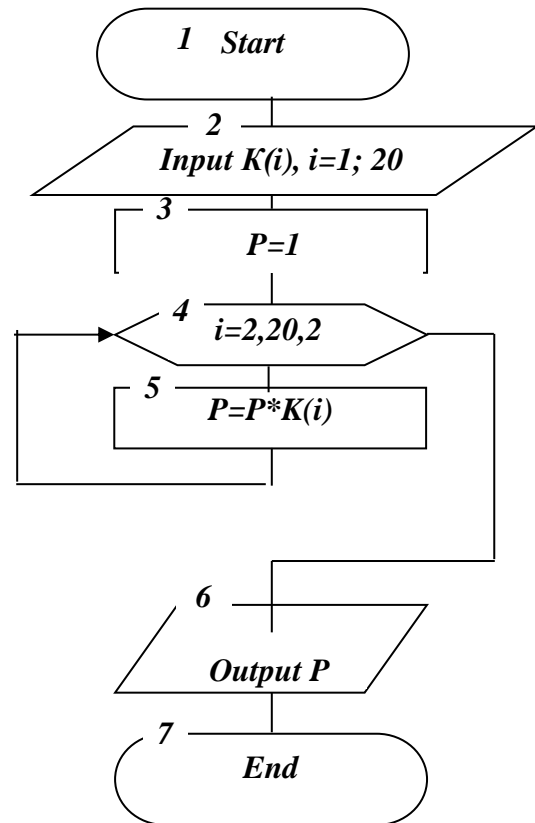 1 Start
2
Input K(i), i=1; 20
3
P=1
4 i=2,20,2
5
P=P*K(i)
6
Output P
7
End